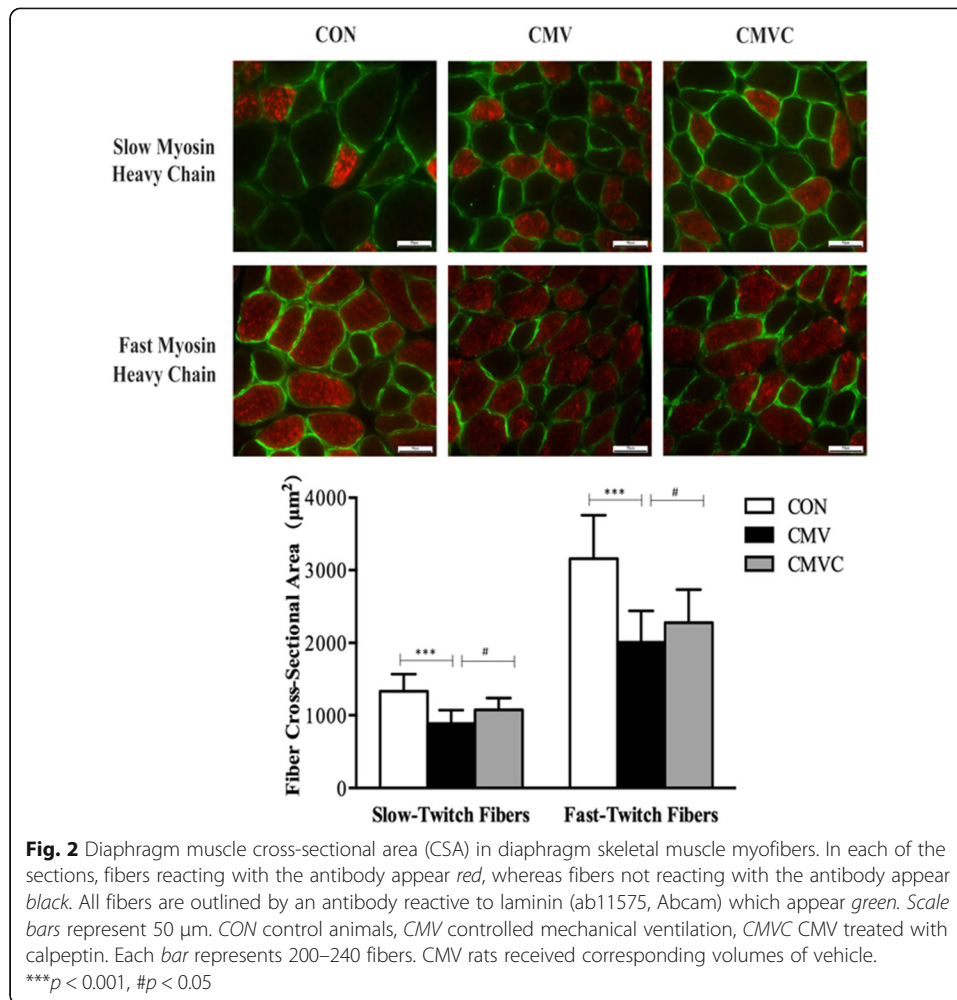 CON CMV CMVC
Slow Myosin
Heavy Chain
Fast Myosin
Heavy Chain
Fiber Cross-Sectional Area (µm²)
4000
3000
2000
1000
0
*** #
*** #
CON
CMV
CMVC
Slow-Twitch Fibers Fast-Twitch Fibers
Fig. 2 Diaphragm muscle cross-sectional area (CSA) in diaphragm skeletal muscle myofibers. In each of the
sections, fibers reacting with the antibody appear red, whereas fibers not reacting with the antibody appear
black. All fibers are outlined by an antibody reactive to laminin (ab11575, Abcam) which appear green. Scale
bars represent 50 µm. CON control animals, CMV controlled mechanical ventilation, CMVC CMV treated with
calpeptin. Each bar represents 200–240 fibers. CMV rats received corresponding volumes of vehicle.
***p < 0.001, #p < 0.05